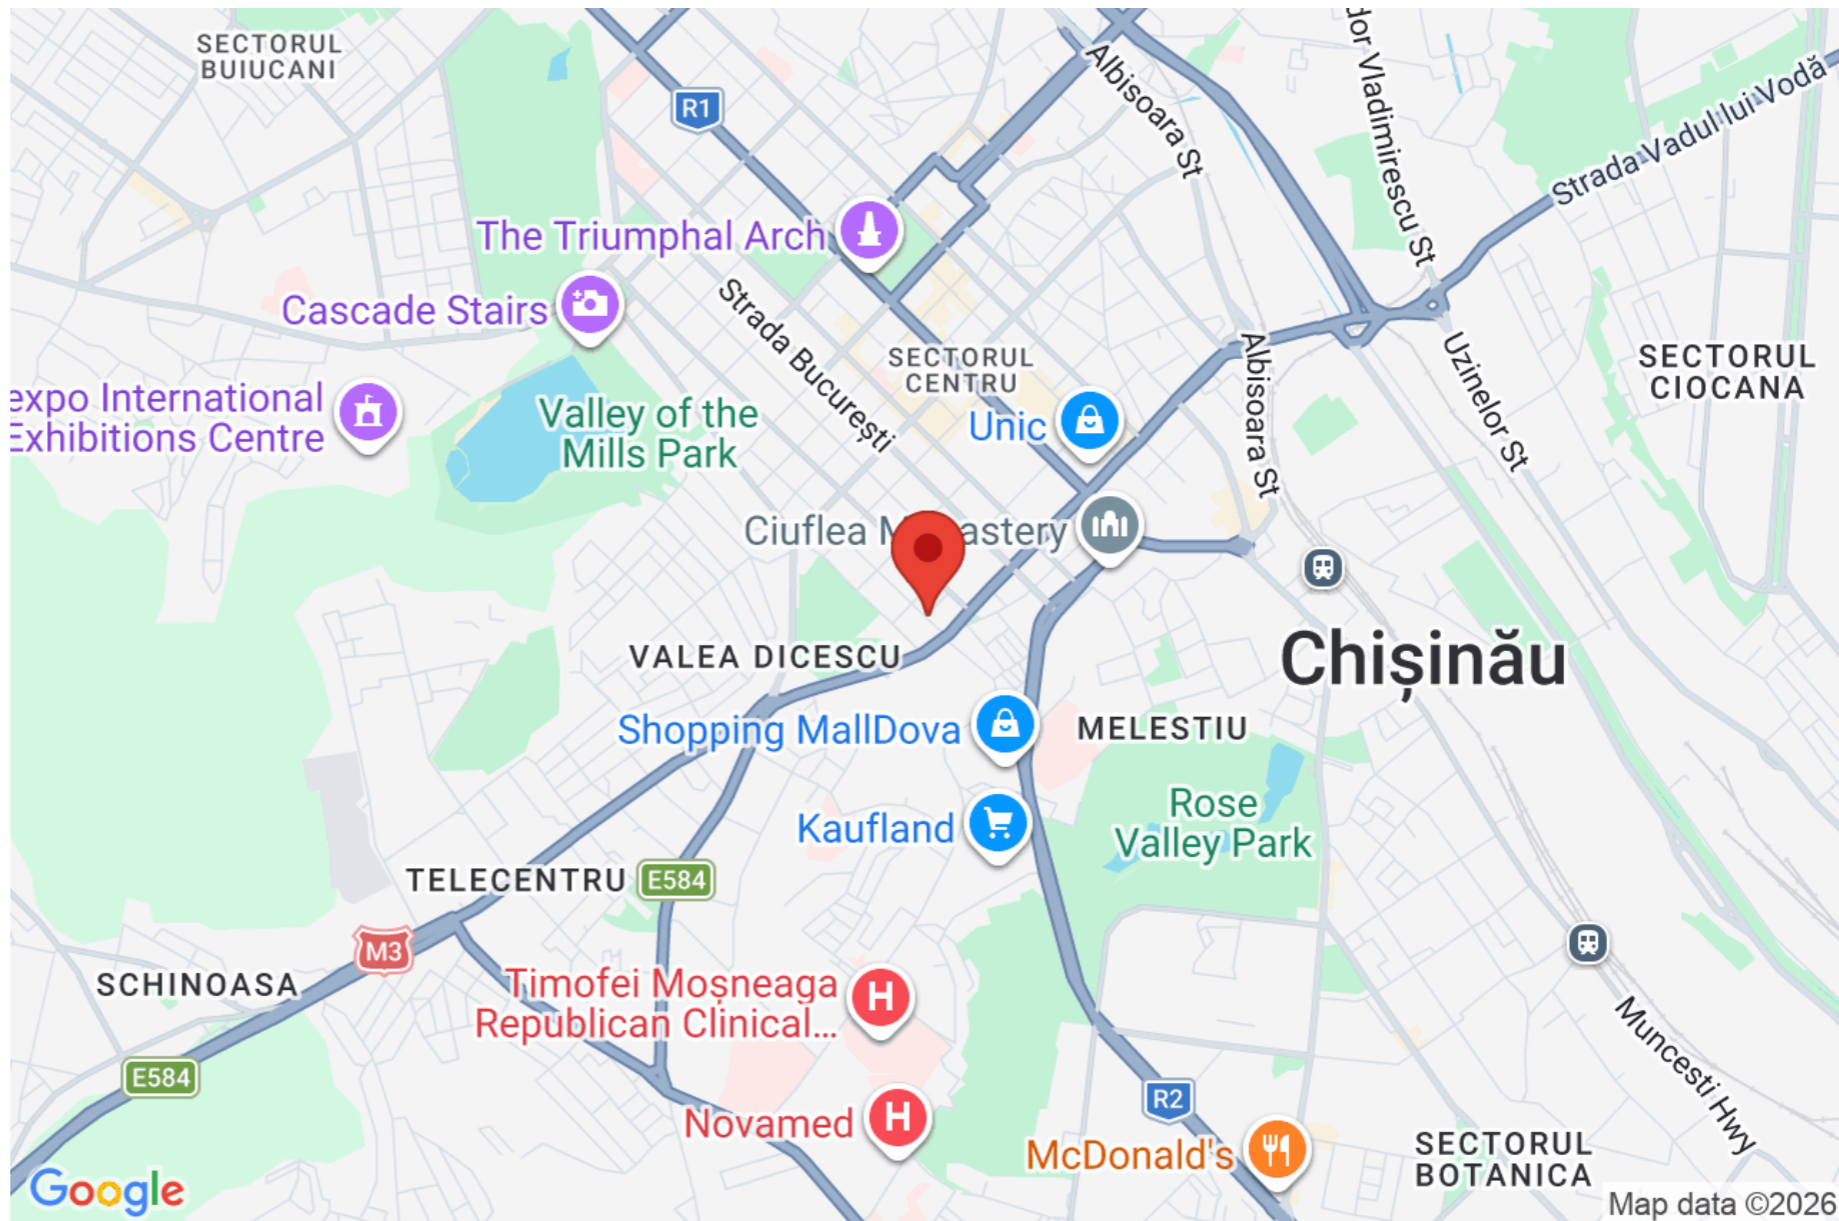 SECTORUL
BUIUCANI
R1
Albisoara St
dor Vladimirescu St
Strada Vadul lui Vodă
The Triumphal Arch
Cascade Stairs
Strada București
SECTORUL
CENTRU
Albisoara St
Uzinelor St
SECTORUL
CIOCANA
expo International
Exhibitions Centre
Valley of the
Mills Park
Unic
Ciuflea M astery
Chișinău
VALEA DICESCU
Shopping MallDova
MELESTIU
Rose
Valley Park
Kaufland
TELECENTRU
E584
M3
SCHINOASA
Timofei Moșneaga
Republican Clinical...
H
E584
Novamed
H
R2
McDonald's
Muncesti Hwy
SECTORUL
BOTANICA
Google
Map data ©2026